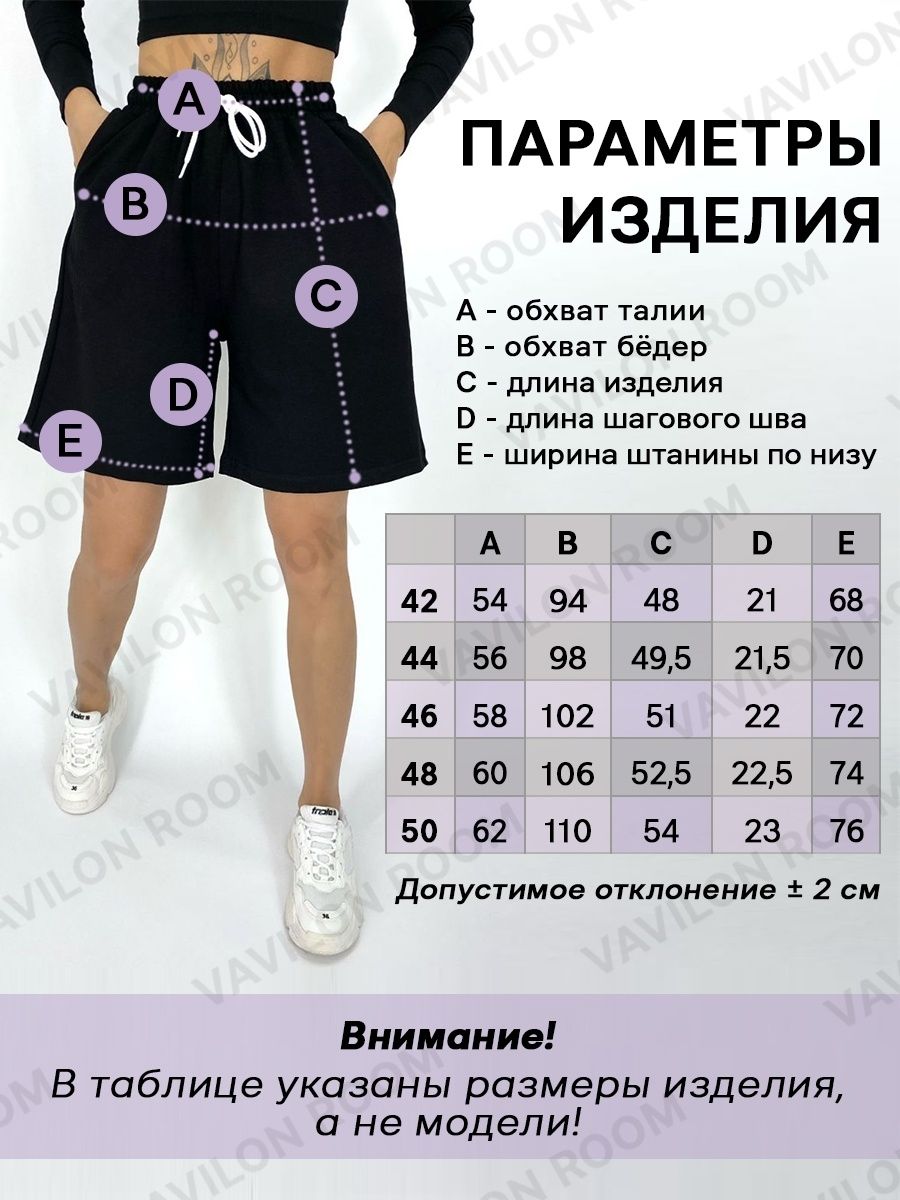 ПАРАМЕТРЫ
ИЗДЕЛИЯ
A - обхват талии
B - обхват бёдер
C - длина изделия
D - длина шагового шва
E - ширина штанины по низу
A
B
C
D
E
A B C D E
42 54 94 48 21 68
44 56 98 49,5 21,5 70
46 58 102 51 22 72
48 60 106 52,5 22,5 74
50 62 110 54 23 76
Допустимое отклонение ± 2 см
Внимание!
В таблице указаны размеры изделия,
а не модели!
VAVILON ROOM